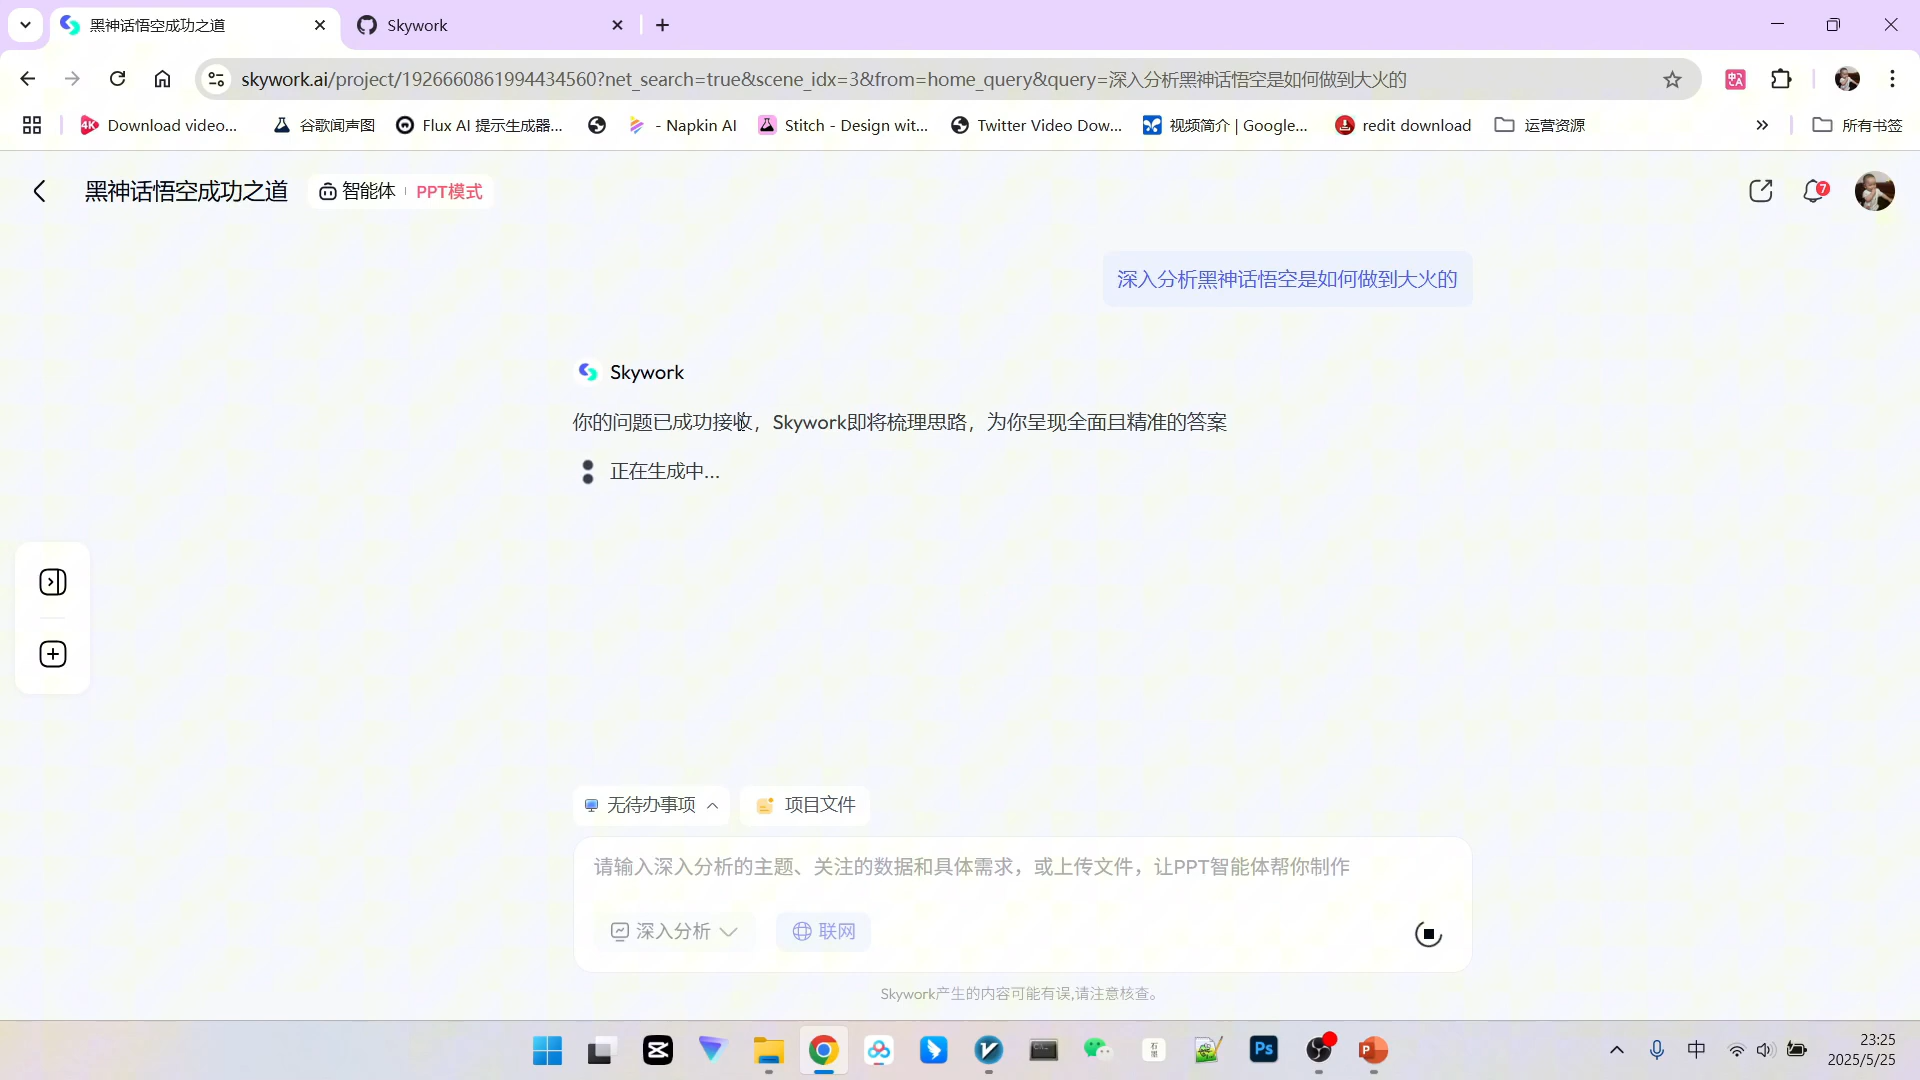 黑神话悟空成功之道
Skywork
skywork.ai/project/1926660861994434560?net_search=true&scene_idx=3&from=home_query&query=深入分析黑神话悟空是如何做到大火的
Download video...
谷歌闻声图
Flux AI 提示生成器...
- Napkin AI
Stitch - Design wit...
Twitter Video Dow...
视频简介 | Google...
redit download
运营资源
所有书签
黑神话悟空成功之道
智能体
PPT模式
7
深入分析黑神话悟空是如何做到大火的
Skywork
你的问题已成功接收，Skywork即将梳理思路，为你呈现全面且精准的答案
正在生成中...
无待办事项
项目文件
请输入深入分析的主题、关注的数据和具体需求，或上传文件，让PPT智能体帮你制作
深入分析
联网
Skywork产生的内容可能有误,请注意核查。
中
23:25
2025/5/25